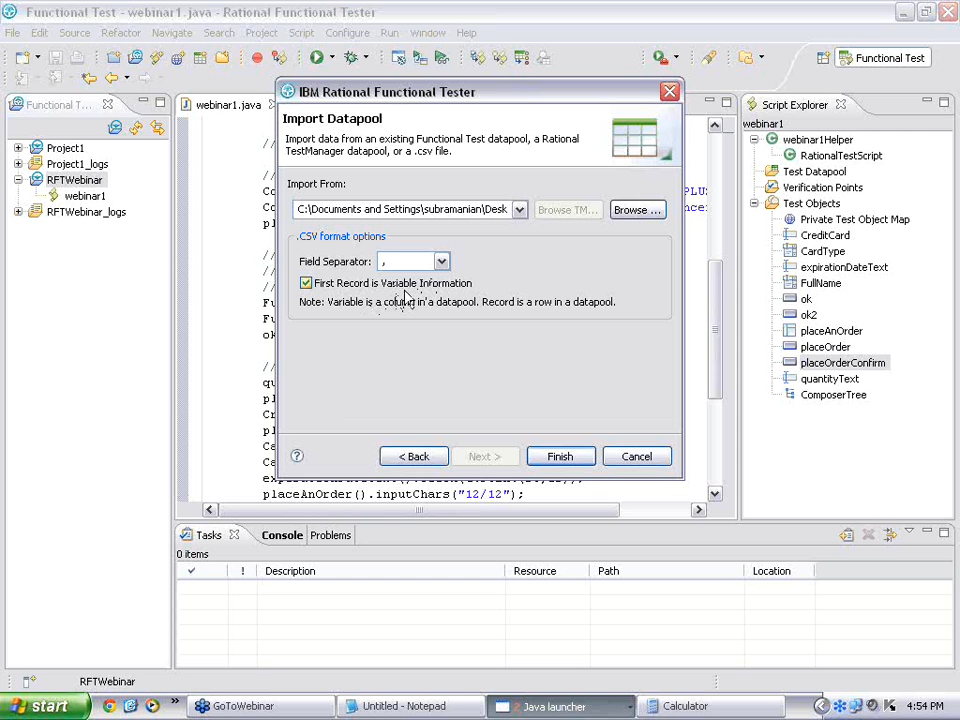 Functional Test - webinar1.java - Rational Functional Tester
File Edit Source Refactor Navigate Search Project Script Configure Run Window Help
Functional Test
Functional T...
webinar1.java
Script Explorer
Project1
Project1_logs
RFTWebinar
webinar1
RFTWebinar_logs
webinar1
webinar1Helper
RationalTestScript
Test Datapool
Verification Points
Test Objects
Private Test Object Map
CreditCard
CardType
expirationDateText
FullName
ok
ok2
placeAnOrder
placeOrder
placeOrderConfirm
quantityText
ComposerTree
IBM Rational Functional Tester
Import Datapool
Import data from an existing Functional Test datapool, a Rational
TestManager datapool, or a .csv file.
Import From:
C:\Documents and Settings\subramanian\Desk
Browse TM...
Browse ...
.CSV format options
Field Separator: ,
First Record is Variable Information
Note: Variable is a column in a datapool. Record is a row in a datapool.
< Back
Next >
Finish
Cancel
placeAnOrder().inputChars("12/12");
Tasks
Console
Problems
0 items
! Description Resource Path Location
RFTWebinar
start
GoToWebinar
Untitled - Notepad
Java launcher
Calculator
4:54 PM